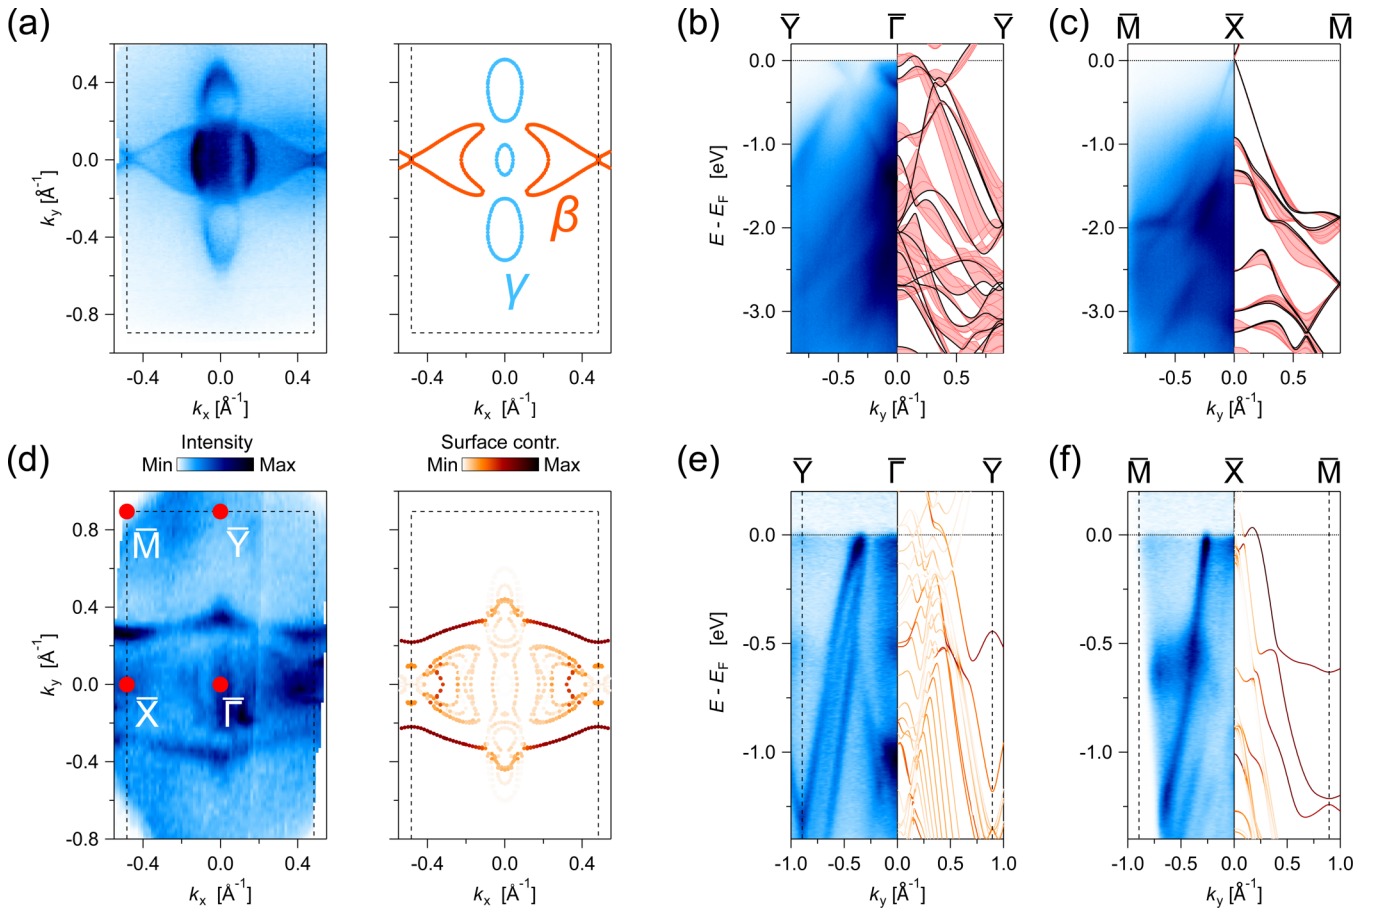 (a)
0.4
0.0
-0.4
-0.8
k_y [Å⁻¹]
-0.4 0.0 0.4
k_x [Å⁻¹]
β
γ
-0.4 0.0 0.4
k_x [Å⁻¹]
(b)
Y̅ Γ̅ Y̅
0.0
-1.0
-2.0
-3.0
E - E_F [eV]
-0.5 0.0 0.5
k_y [Å⁻¹]
(c)
M̅ X̅ M̅
0.0
-1.0
-2.0
-3.0
-0.5 0.0 0.5
k_y [Å⁻¹]
(d)
Intensity
Min Max
Surface contr.
Min Max
0.8
0.4
0.0
-0.4
-0.8
k_y [Å⁻¹]
M̅ Y̅
X̅ Γ̅
-0.4 0.0 0.4
k_x [Å⁻¹]
-0.4 0.0 0.4
k_x [Å⁻¹]
(e)
Y̅ Γ̅ Y̅
0.0
-0.5
-1.0
E - E_F [eV]
-1.0 -0.5 0.0 0.5 1.0
k_y [Å⁻¹]
(f)
M̅ X̅ M̅
0.0
-0.5
-1.0
-1.0 -0.5 0.0 0.5 1.0
k_y [Å⁻¹]